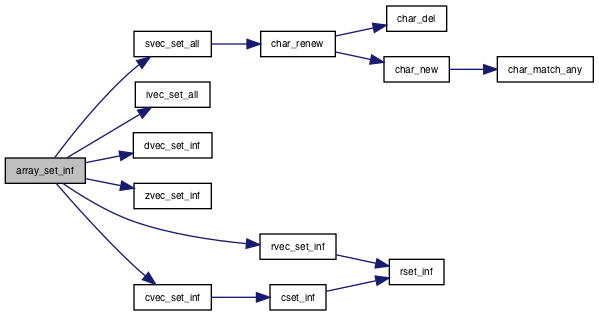 char_del
svec_set_all
char_renew
char_new
char_match_any
ivec_set_all
dvec_set_inf
array_set_inf
zvec_set_inf
rvec_set_inf
rset_inf
cvec_set_inf
cset_inf